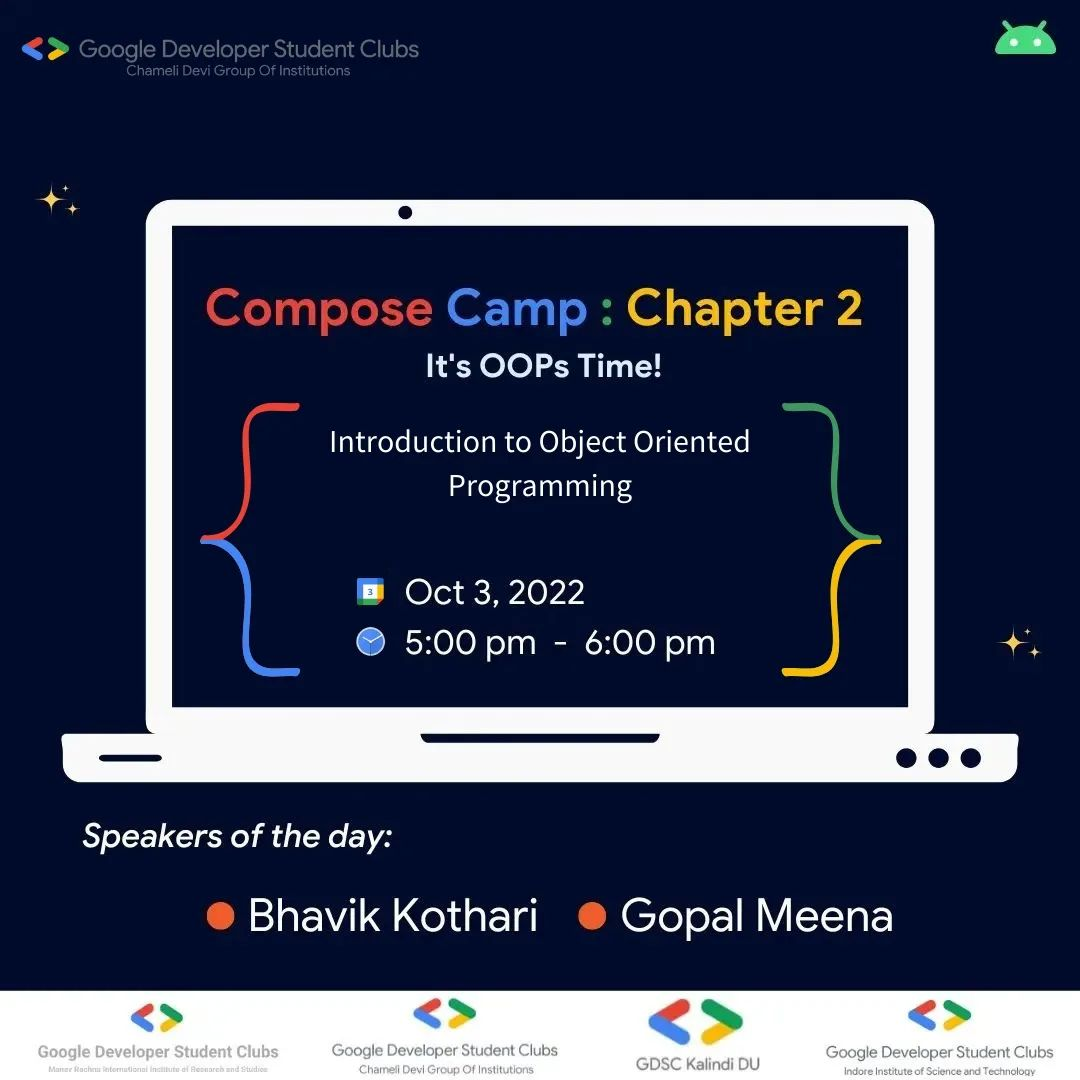 Google Developer Student Clubs
Chameli Devi Group Of Institutions
Compose Camp : Chapter 2
It's OOPs Time!
Introduction to Object Oriented
Programming
3
Oct 3, 2022
5:00 pm - 6:00 pm
Speakers of the day:
Bhavik Kothari
Gopal Meena
Google Developer Student Clubs
Manav Rachna International Institute of Research and Studies
Google Developer Student Clubs
Chameli Devi Group Of Institutions
GDSC Kalindi DU
Google Developer Student Clubs
Indore Institute of Science and Technology